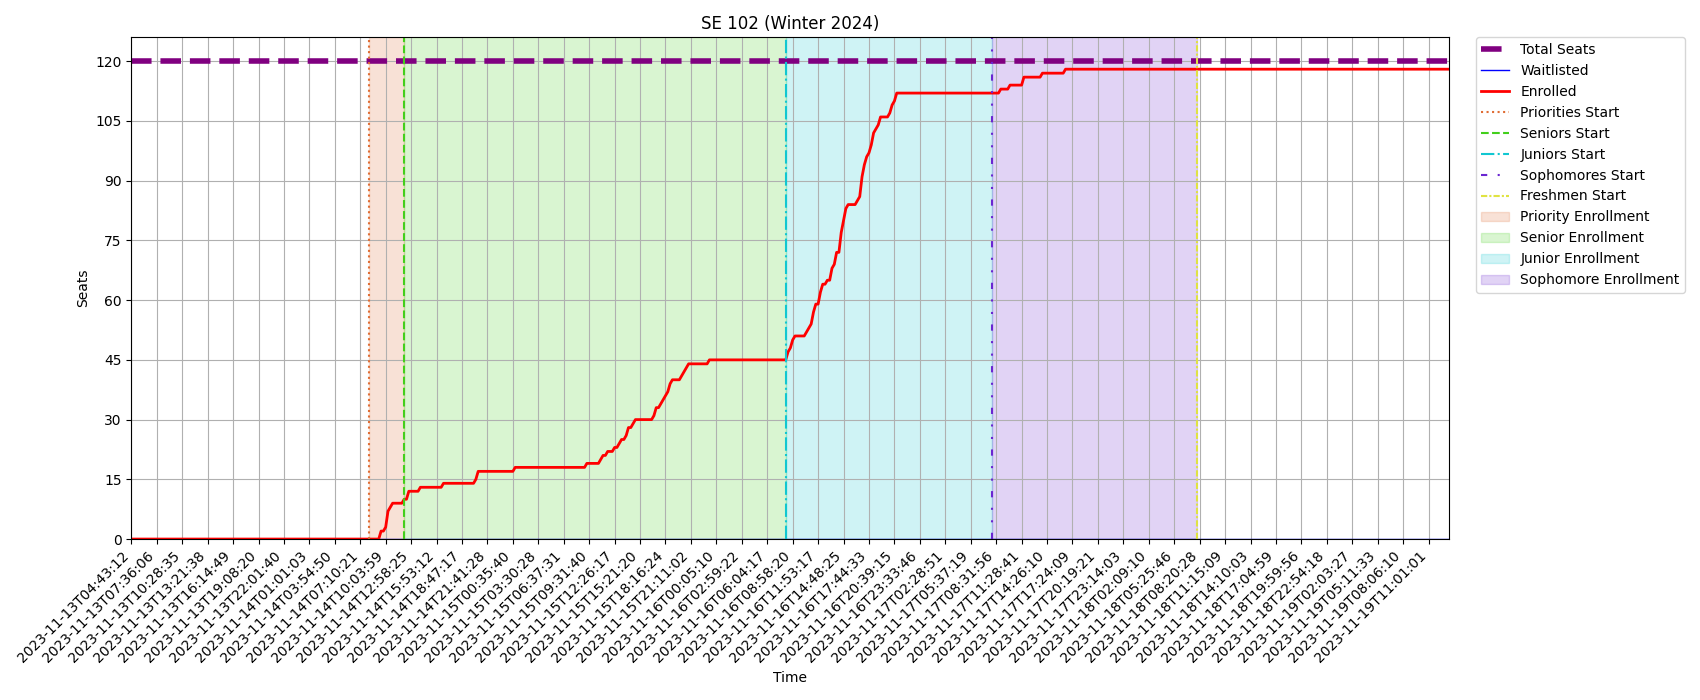 SE 102 (Winter 2024)
Total Seats
Waitlisted
Enrolled
Priorities Start
Seniors Start
Juniors Start
Sophomores Start
Freshmen Start
Priority Enrollment
Senior Enrollment
Junior Enrollment
Sophomore Enrollment
Seats
120
105
90
75
60
45
30
15
0
2023-11-13T04:43:12
2023-11-13T07:36:06
2023-11-13T10:28:35
2023-11-13T13:21:38
2023-11-13T16:14:49
2023-11-13T19:08:20
2023-11-13T22:01:40
2023-11-14T01:01:03
2023-11-14T03:54:50
2023-11-14T07:10:21
2023-11-14T10:03:59
2023-11-14T12:58:25
2023-11-14T15:53:12
2023-11-14T18:47:17
2023-11-14T21:41:28
2023-11-15T00:35:40
2023-11-15T03:30:28
2023-11-15T06:37:31
2023-11-15T09:31:40
2023-11-15T12:26:17
2023-11-15T15:21:20
2023-11-15T18:16:24
2023-11-15T21:11:02
2023-11-16T00:05:10
2023-11-16T02:59:22
2023-11-16T06:04:17
2023-11-16T08:58:20
2023-11-16T11:53:17
2023-11-16T14:48:25
2023-11-16T17:44:33
2023-11-16T20:39:15
2023-11-16T23:33:46
2023-11-17T02:28:51
2023-11-17T05:37:19
2023-11-17T08:31:56
2023-11-17T11:28:41
2023-11-17T14:26:10
2023-11-17T17:24:09
2023-11-17T20:19:21
2023-11-17T23:14:03
2023-11-18T02:09:10
2023-11-18T05:25:46
2023-11-18T08:20:28
2023-11-18T11:15:09
2023-11-18T14:10:03
2023-11-18T17:04:59
2023-11-18T19:59:56
2023-11-18T22:54:18
2023-11-19T02:03:27
2023-11-19T05:11:33
2023-11-19T08:06:10
2023-11-19T11:01:01
Time